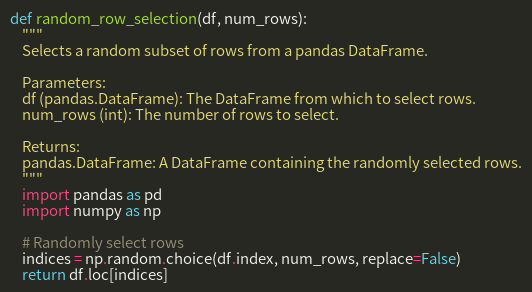 def random_row_selection(df, num_rows):
    """
    Selects a random subset of rows from a pandas DataFrame.

    Parameters:
    df (pandas.DataFrame): The DataFrame from which to select rows.
    num_rows (int): The number of rows to select.

    Returns:
    pandas.DataFrame: A DataFrame containing the randomly selected rows.
    """
    import pandas as pd
    import numpy as np

    # Randomly select rows
    indices = np.random.choice(df.index, num_rows, replace=False)
    return df.loc[indices]